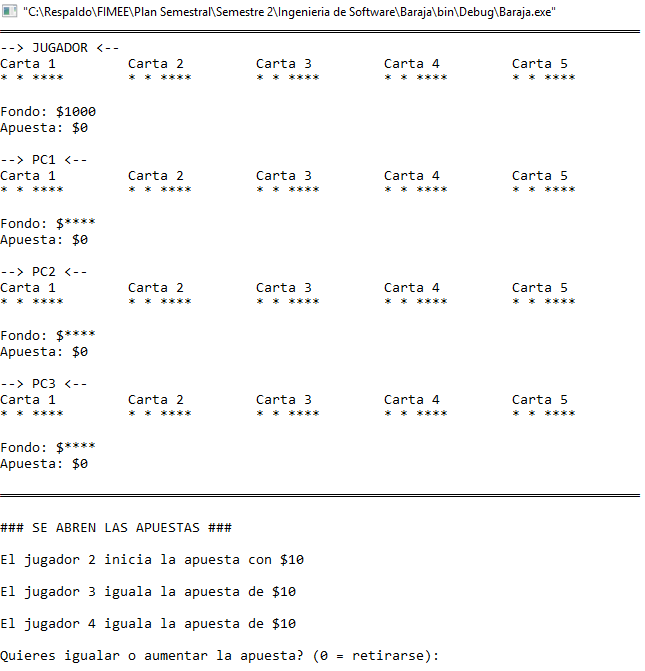 "C:\Respaldo\FIMEE\Plan Semestral\Semestre 2\Ingenieria de Software\Baraja\bin\Debug\Baraja.exe"
--> JUGADOR <--
Carta 1 Carta 2 Carta 3 Carta 4 Carta 5
* * **** * * **** * * **** * * **** * * ****
Fondo: $1000
Apuesta: $0
--> PC1 <--
Carta 1 Carta 2 Carta 3 Carta 4 Carta 5
* * **** * * **** * * **** * * **** * * ****
Fondo: $****
Apuesta: $0
--> PC2 <--
Carta 1 Carta 2 Carta 3 Carta 4 Carta 5
* * **** * * **** * * **** * * **** * * ****
Fondo: $****
Apuesta: $0
--> PC3 <--
Carta 1 Carta 2 Carta 3 Carta 4 Carta 5
* * **** * * **** * * **** * * **** * * ****
Fondo: $****
Apuesta: $0
### SE ABREN LAS APUESTAS ###
El jugador 2 inicia la apuesta con $10
El jugador 3 iguala la apuesta de $10
El jugador 4 iguala la apuesta de $10
Quieres igualar o aumentar la apuesta? (0 = retirarse):